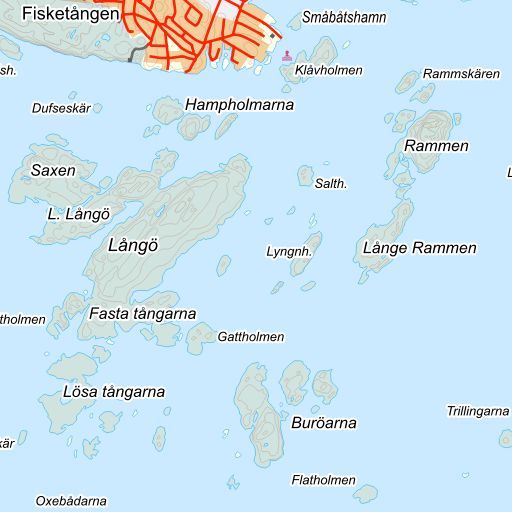 Fisketången
Småbåtshamn
sh.
Klåvholmen
Rammskären
Dufseskär
Hampholmarna
Rammen
Saxen
Salth.
L. Långö
Långö
Lyngnh.
Långe Rammen
tholmen
Fasta tångarna
Gattholmen
Lösa tångarna
Trillingarna
Buröarna
kär
Flatholmen
Oxebådarna